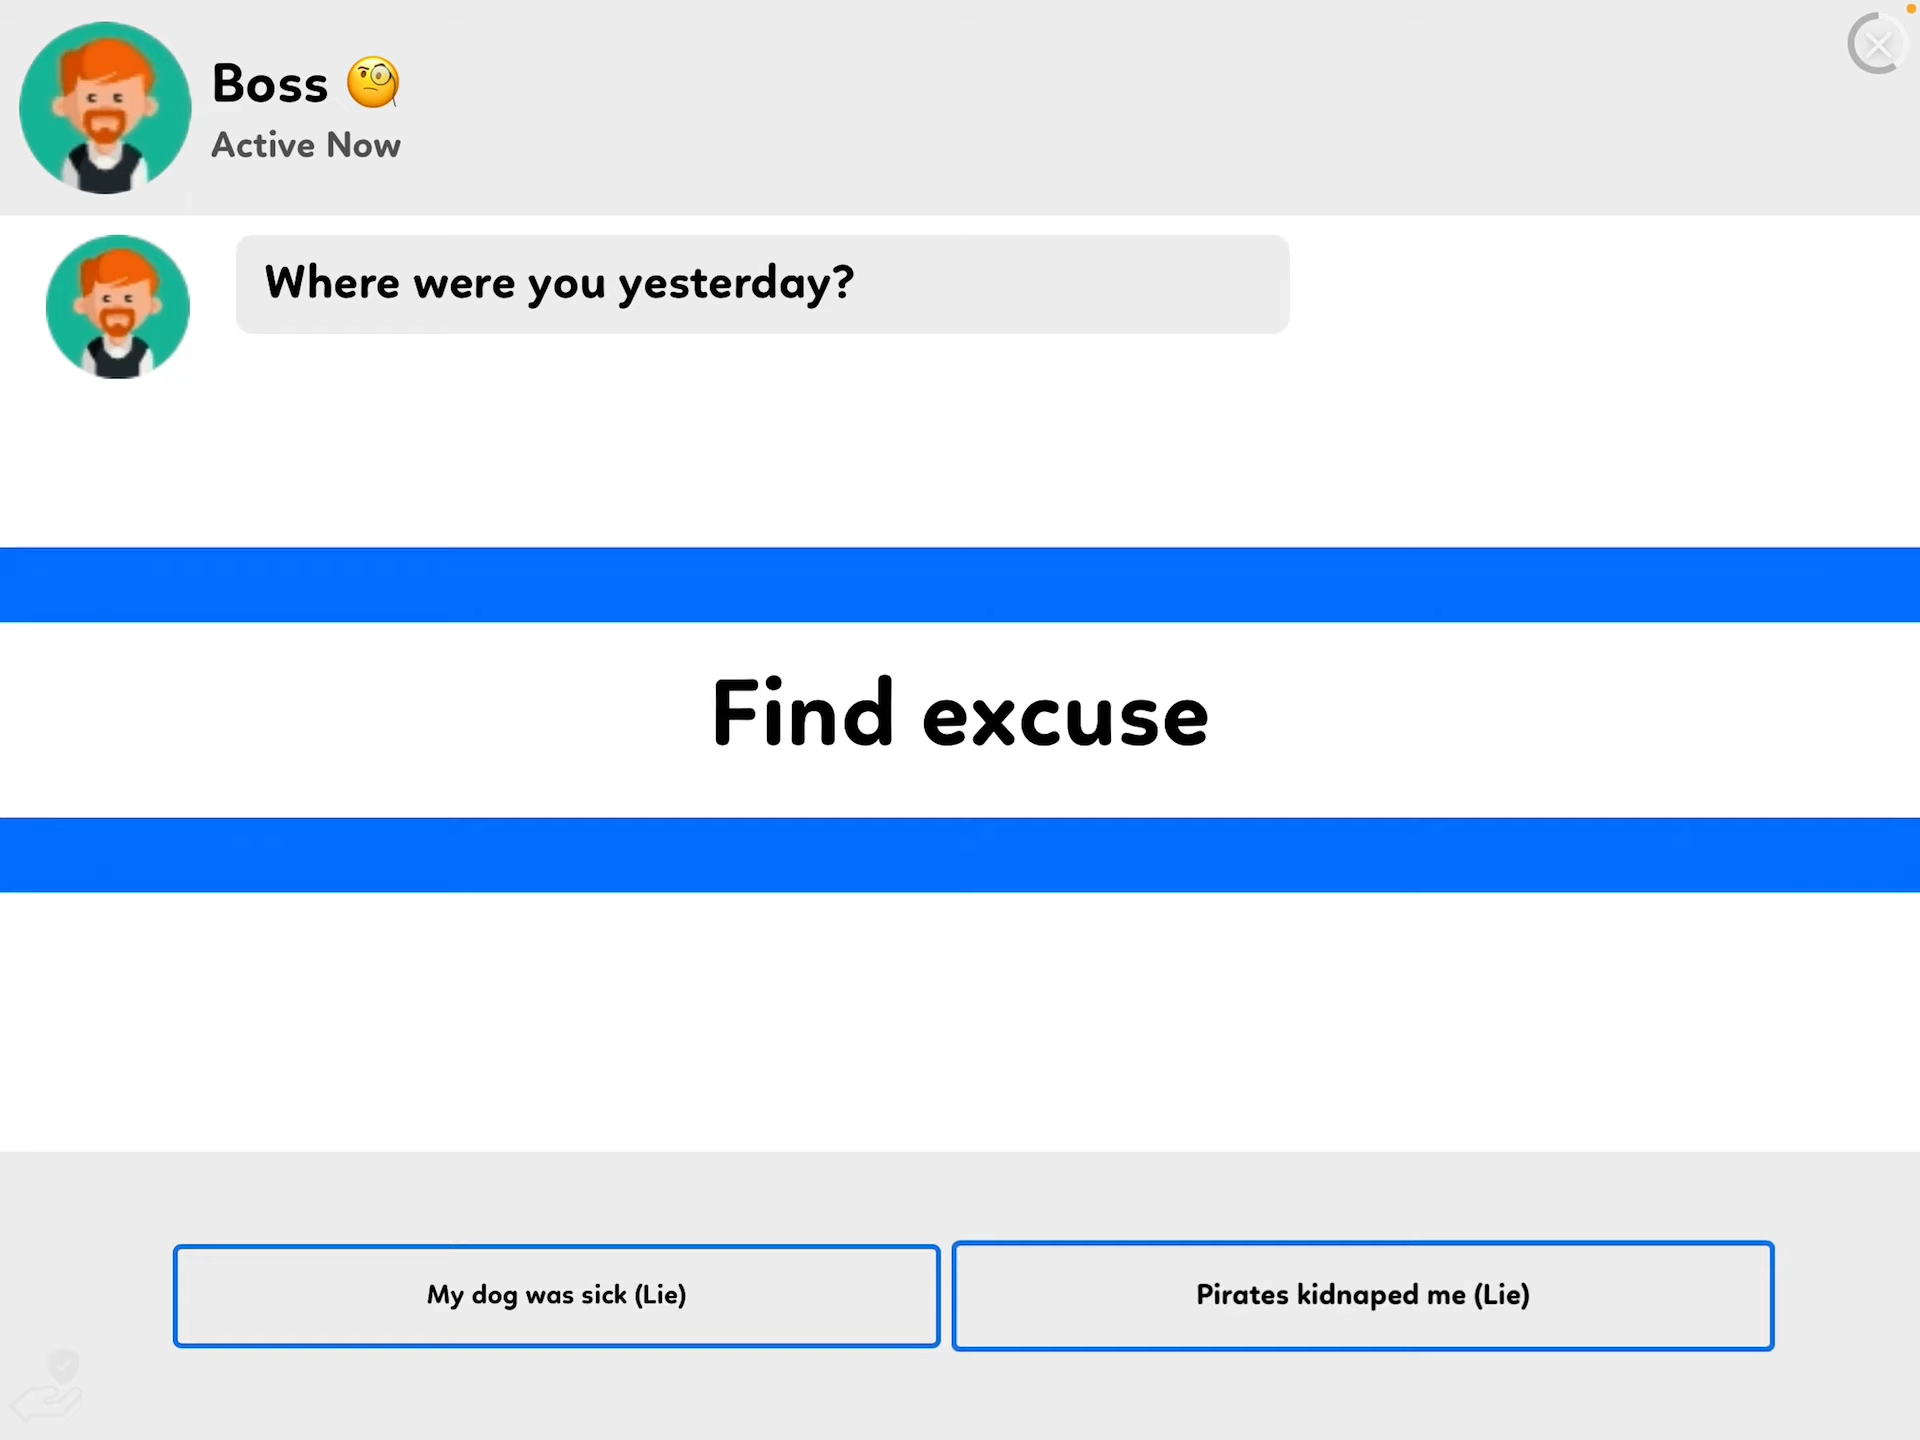 Boss
Active Now
Where were you yesterday?
Find excuse
My dog was sick (Lie)
Pirates kidnaped me (Lie)